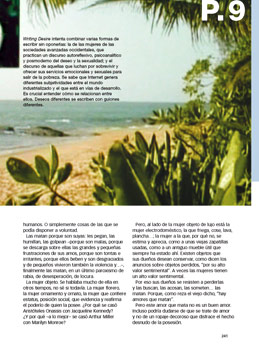 P.9
Writing Desire intenta combinar varias formas de
escribir en oponerlas: la de las mujeres de las
sociedades avanzadas occidentales, que
practican un discurso autorreflexivo, psicoanalítico
y postmoderno del deseo y la sexualidad; y el
discurso de aquellas que luchan por sobrevivir y
ofrecer sus servicios emocionales y sexuales para
salir de la pobreza. Se sabe que Internet genera
diferentes subjetividades entre el mundo
industrializado y el que está en vías de desarrollo.
Es crucial entender cómo se relacionan entre
ellos. Deseos diferentes se escriben con guiones
diferentes.
humanos. O simplemente cosas de las que se
podía disponer a voluntad.
Las matan porque son suyas: les pegan, las
humillan, las golpean -porque son malas, porque
se descarga sobre ellas las grandes y pequeñas
frustraciones de sus amos, porque son tontas e
irritantes, porque ellos beben y son desgraciados
y de pequeños vivieron también la violencia y...-,
finalmente las matan, en un último paroxismo de
rabia, de desesperación, de locura.
La mujer objeto. Se hablaba mucho de ella en
otros tiempos, no sé si todavía. La mujer florero,
la mujer ornamento y ornato, la mujer que confiere
estatus, posición social, que evidencia y reafirma
el poderío de quien la posee. ¿Por qué se casó
Aristóteles Onassis con Jacqueline Kennedy?
¿Y por qué -a lo mejor- se casó Arthur Miller
con Marilyn Monroe?
Pero, al lado de la mujer objeto de lujo está la
mujer electrodoméstico, la que friega, cose, lava,
plancha. ., la mujer a la que, por qué no, se
estima y aprecia, como a unas viejas zapatillas
usadas, como a un antiguo mueble útil que
siempre ha estado ahí. Existen objetos que
sus dueños desean conservar, como dicen los
anuncios sobre objetos perdidos, "por su alto
valor sentimental". A veces las mujeres tienen
un alto valor sentimental.
Por eso sus dueños se resisten a perderlas
y las buscan, las acosan, las someten... las
matan. Porque, como reza el viejo dicho, "hay
amores que matan".
Pero este amor que mata no es un buen amor.
Incluso podría dudarse de que se trate de amor
y no de un ropaje decoroso que disfrace el hecho
desnudo de la posesión.